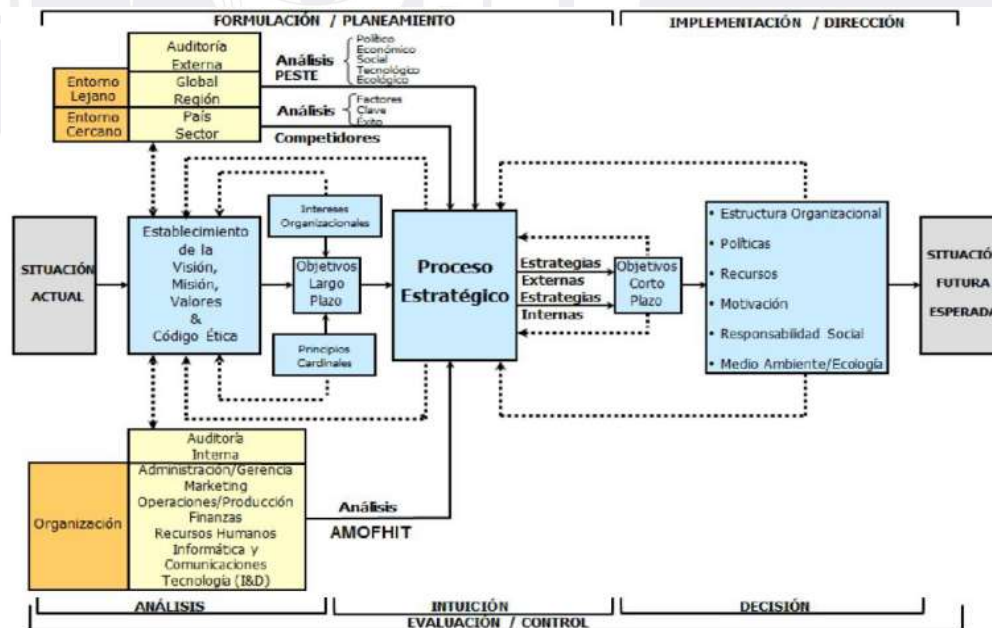 FORMULACIÓN / PLANEAMIENTO
IMPLEMENTACIÓN / DIRECCIÓN
Auditoría
Externa
Entorno
Lejano
Global
Región
Entorno
Cercano
País
Sector
Análisis
PESTE
Político
Económico
Social
Tecnológico
Ecológico
Análisis
Factores
Clave
Éxito
Competidores
SITUACIÓN
ACTUAL
Establecimiento
de la
Visión,
Misión,
Valores
&
Código Ética
Intereses
Organizacionales
Objetivos
Largo
Plazo
Principios
Cardinales
Proceso
Estratégico
Estrategias
Externas
Estrategias
Internas
Objetivos
Corto
Plazo
• Estructura Organizacional
• Políticas
• Recursos
• Motivación
• Responsabilidad Social
• Medio Ambiente/Ecología
SITUACIÓN
FUTURA
ESPERADA
Auditoría
Interna
Organización
Administración/Gerencia
Marketing
Operaciones/Producción
Finanzas
Recursos Humanos
Informática y
Comunicaciones
Tecnología (I&D)
Análisis
AMOFHIT
ANÁLISIS
INTUICIÓN
DECISIÓN
EVALUACIÓN / CONTROL